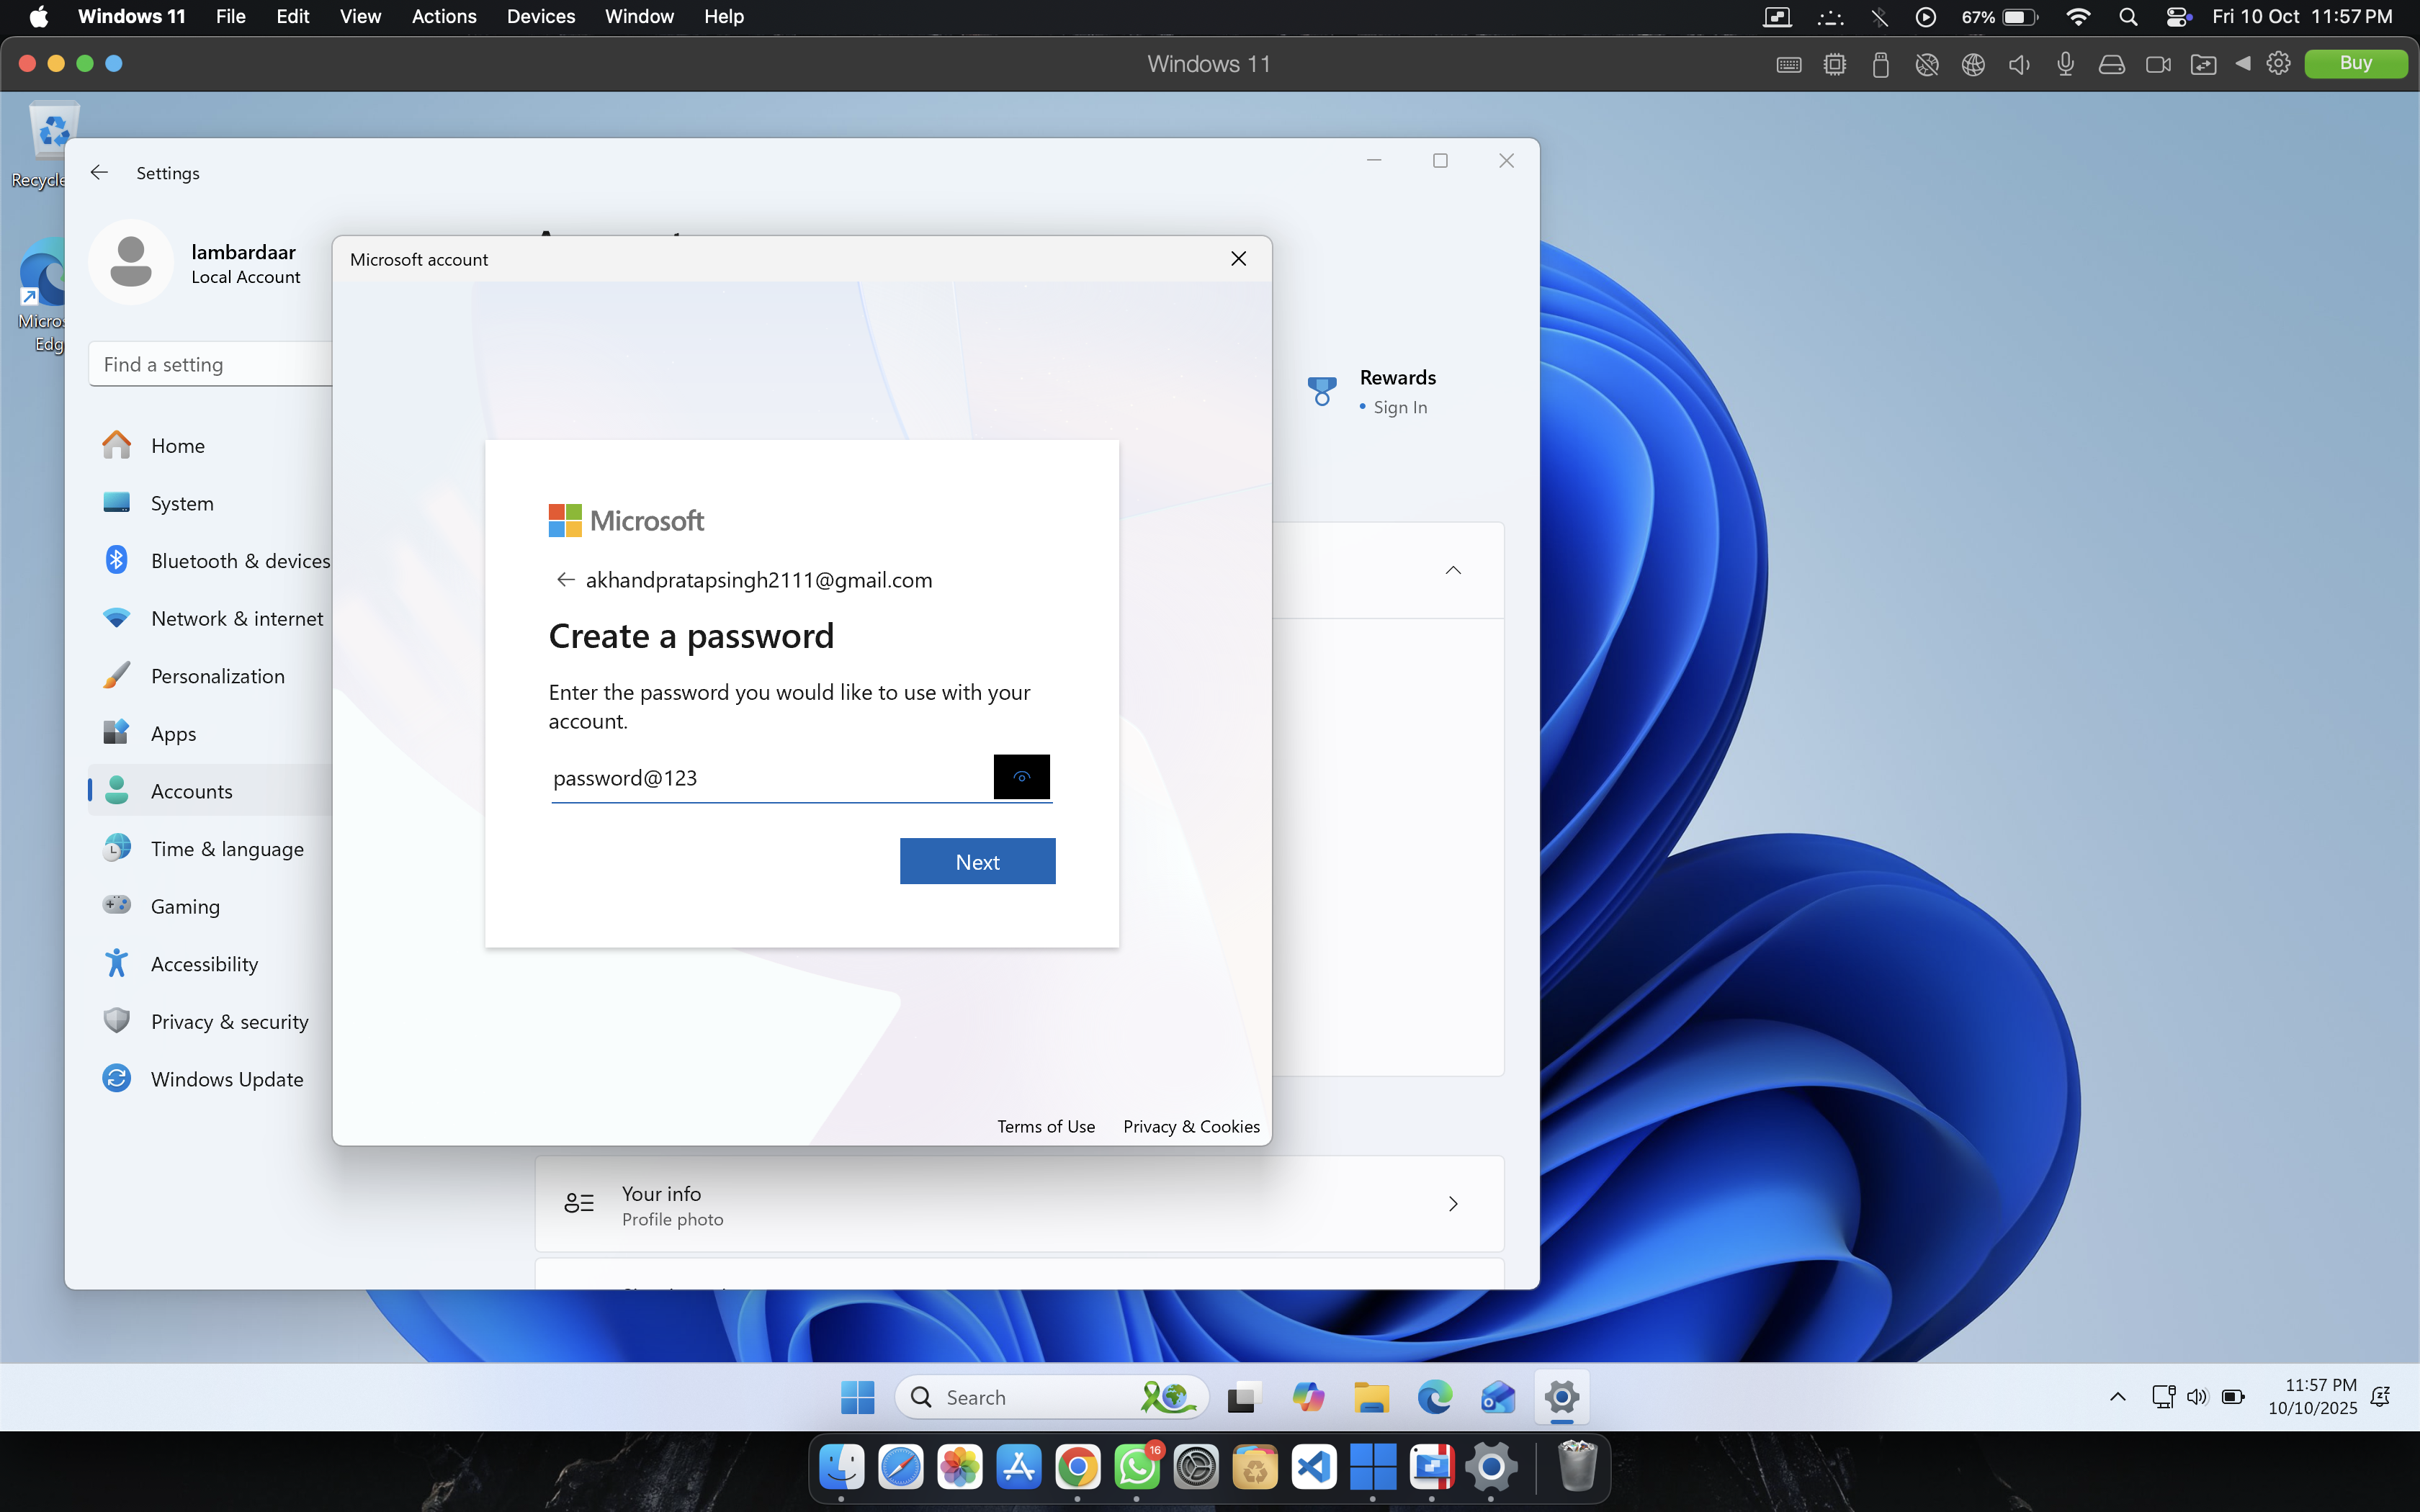 Windows 11 File Edit View Actions Devices Window Help 67% Fri 10 Oct 11:57 PM
Windows 11 Buy
Recycle
Micros
Edg
Settings
lambardaar
Local Account
Find a setting
Home
System
Bluetooth & devices
Network & internet
Personalization
Apps
Accounts
Time & language
Gaming
Accessibility
Privacy & security
Windows Update
Microsoft account
Microsoft
akhandpratapsingh2111@gmail.com
Create a password
Enter the password you would like to use with your
account.
password@123
Next
Terms of Use Privacy & Cookies
Rewards
Sign In
Your info
Profile photo
Search
11:57 PM
10/10/2025
16